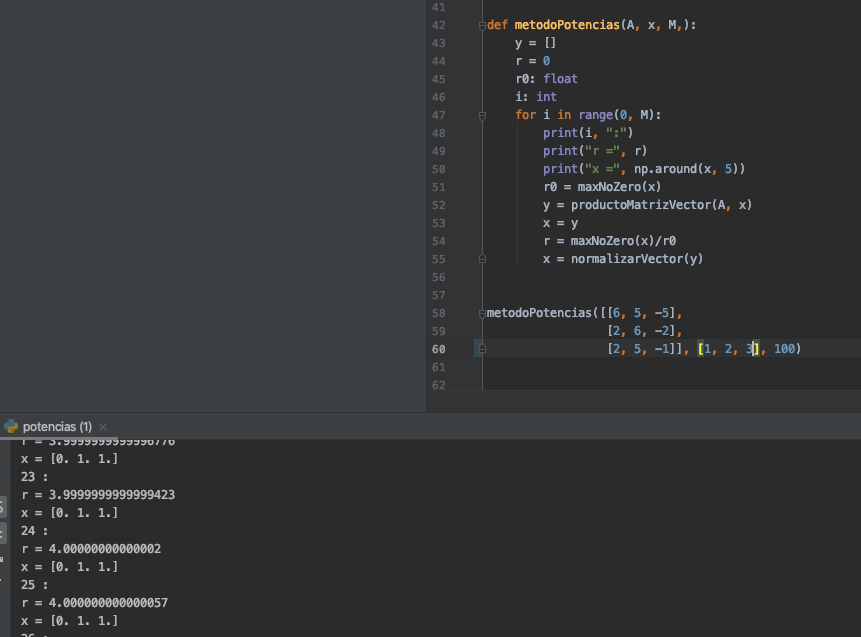 41
42 def metodoPotencias(A, x, M,):
43     y = []
44     r = 0
45     r0: float
46     i: int
47     for i in range(0, M):
48         print(i, ":")
49         print("r =", r)
50         print("x =", np.around(x, 5))
51         r0 = maxNoZero(x)
52         y = productoMatrizVector(A, x)
53         x = y
54         r = maxNoZero(x)/r0
55         x = normalizarVector(y)
56
57
58 metodoPotencias([[6, 5, -5],
59                  [2, 6, -2],
60                  [2, 5, -1]], [1, 2, 3], 100)
61
62
potencias (1)
r = 3.9999999999996776
x = [0. 1. 1.]
23 :
r = 3.9999999999999423
x = [0. 1. 1.]
24 :
r = 4.00000000000002
x = [0. 1. 1.]
25 :
r = 4.000000000000057
x = [0. 1. 1.]
26 :